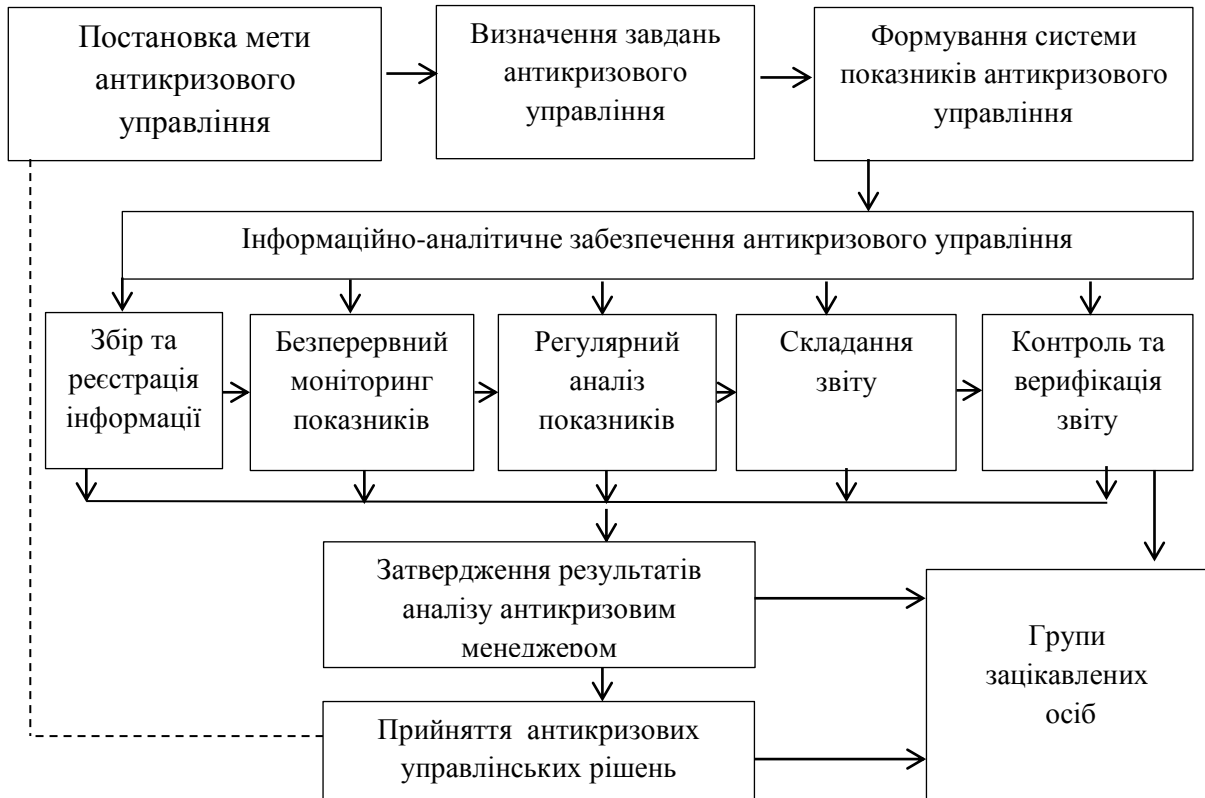 Постановка мети
антикризового
управління
Визначення завдань
антикризового
управління
Формування системи
показників антикризового
управління
Інформаційно-аналітичне забезпечення антикризового управління
Збір та
реєстрація
інформації
Безперервний
моніторинг
показників
Регулярний
аналіз
показників
Складання
звіту
Контроль та
верифікація
звіту
Затвердження результатів
аналізу антикризовим
менеджером
Групи
зацікавлених
осіб
Прийняття антикризових
управлінських рішень